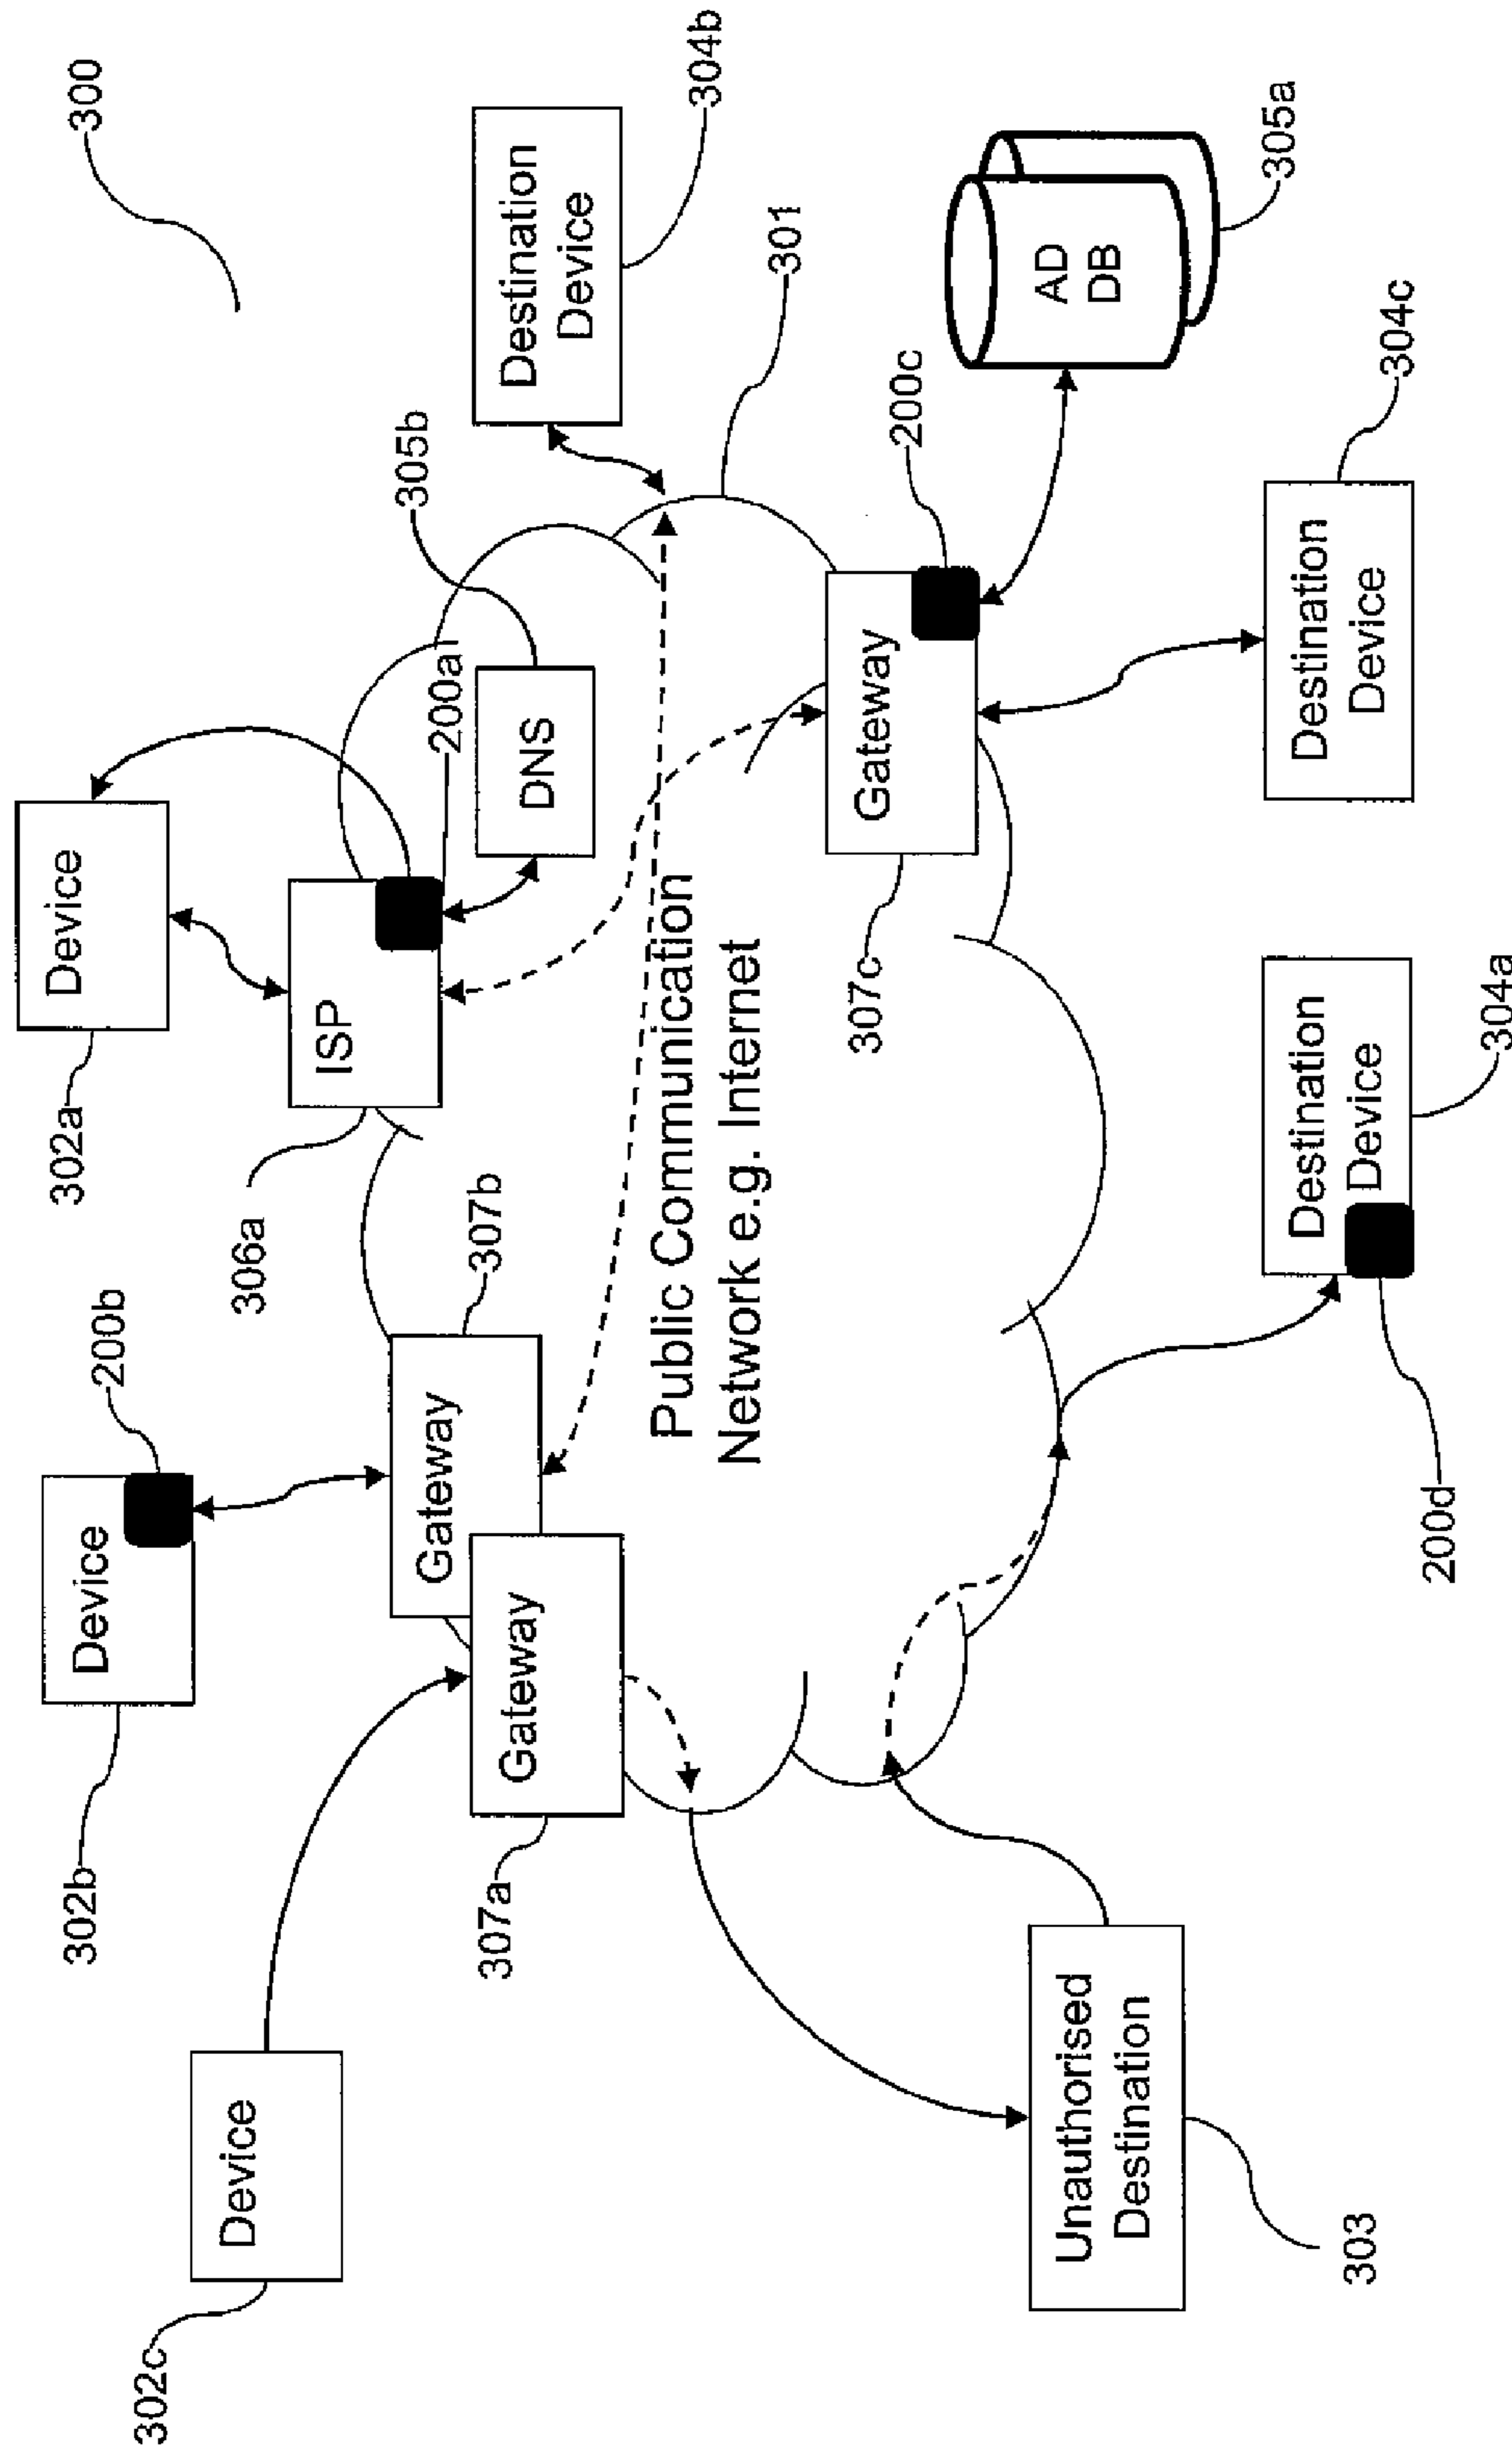 300
302c
Device
302b
Device
200b
302a
Device
306a
ISP
200a
305b
DNS
Destination
Device
304b
301
307b
Gateway
307a
Gateway
Public Communication
Network e.g. Internet
307c
Gateway
200c
AD
DB
305a
Unauthorised
Destination
303
Destination
Device
304a
200d
Destination
Device
304c